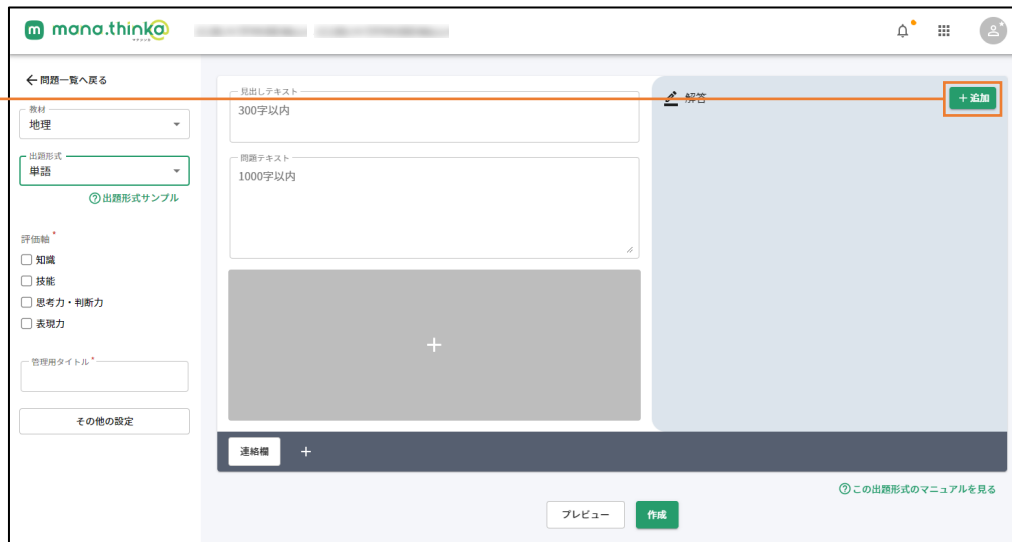 mana.thinka
マナシンカ
←問題一覧へ戻る
教材
地理
出題形式
単語
?出題形式サンプル
評価軸*
知識
技能
思考力・判断力
表現力
管理用タイトル*
その他の設定
見出しテキスト
300字以内
問題テキスト
1000字以内
+
連絡欄 +
解答
+追加
?この出題形式のマニュアルを見る
プレビュー
作成